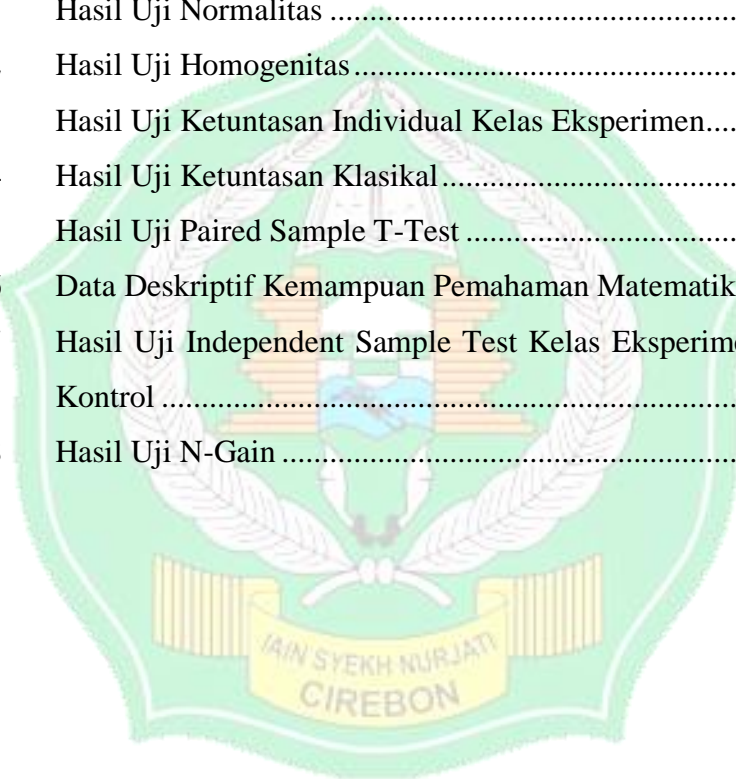 Hasil Uji Normalitas ....................................................
Hasil Uji Homogenitas ................................................
Hasil Uji Ketuntasan Individual Kelas Eksperimen....
Hasil Uji Ketuntasan Klasikal .....................................
Hasil Uji Paired Sample T-Test ..................................
Data Deskriptif Kemampuan Pemahaman
Hasil Uji Independent Sample Test Kelas
Kontrol .......................................................................
Hasil Uji N-Gain .........................................................
IAIN SYEKH NURJATI
CIREBON